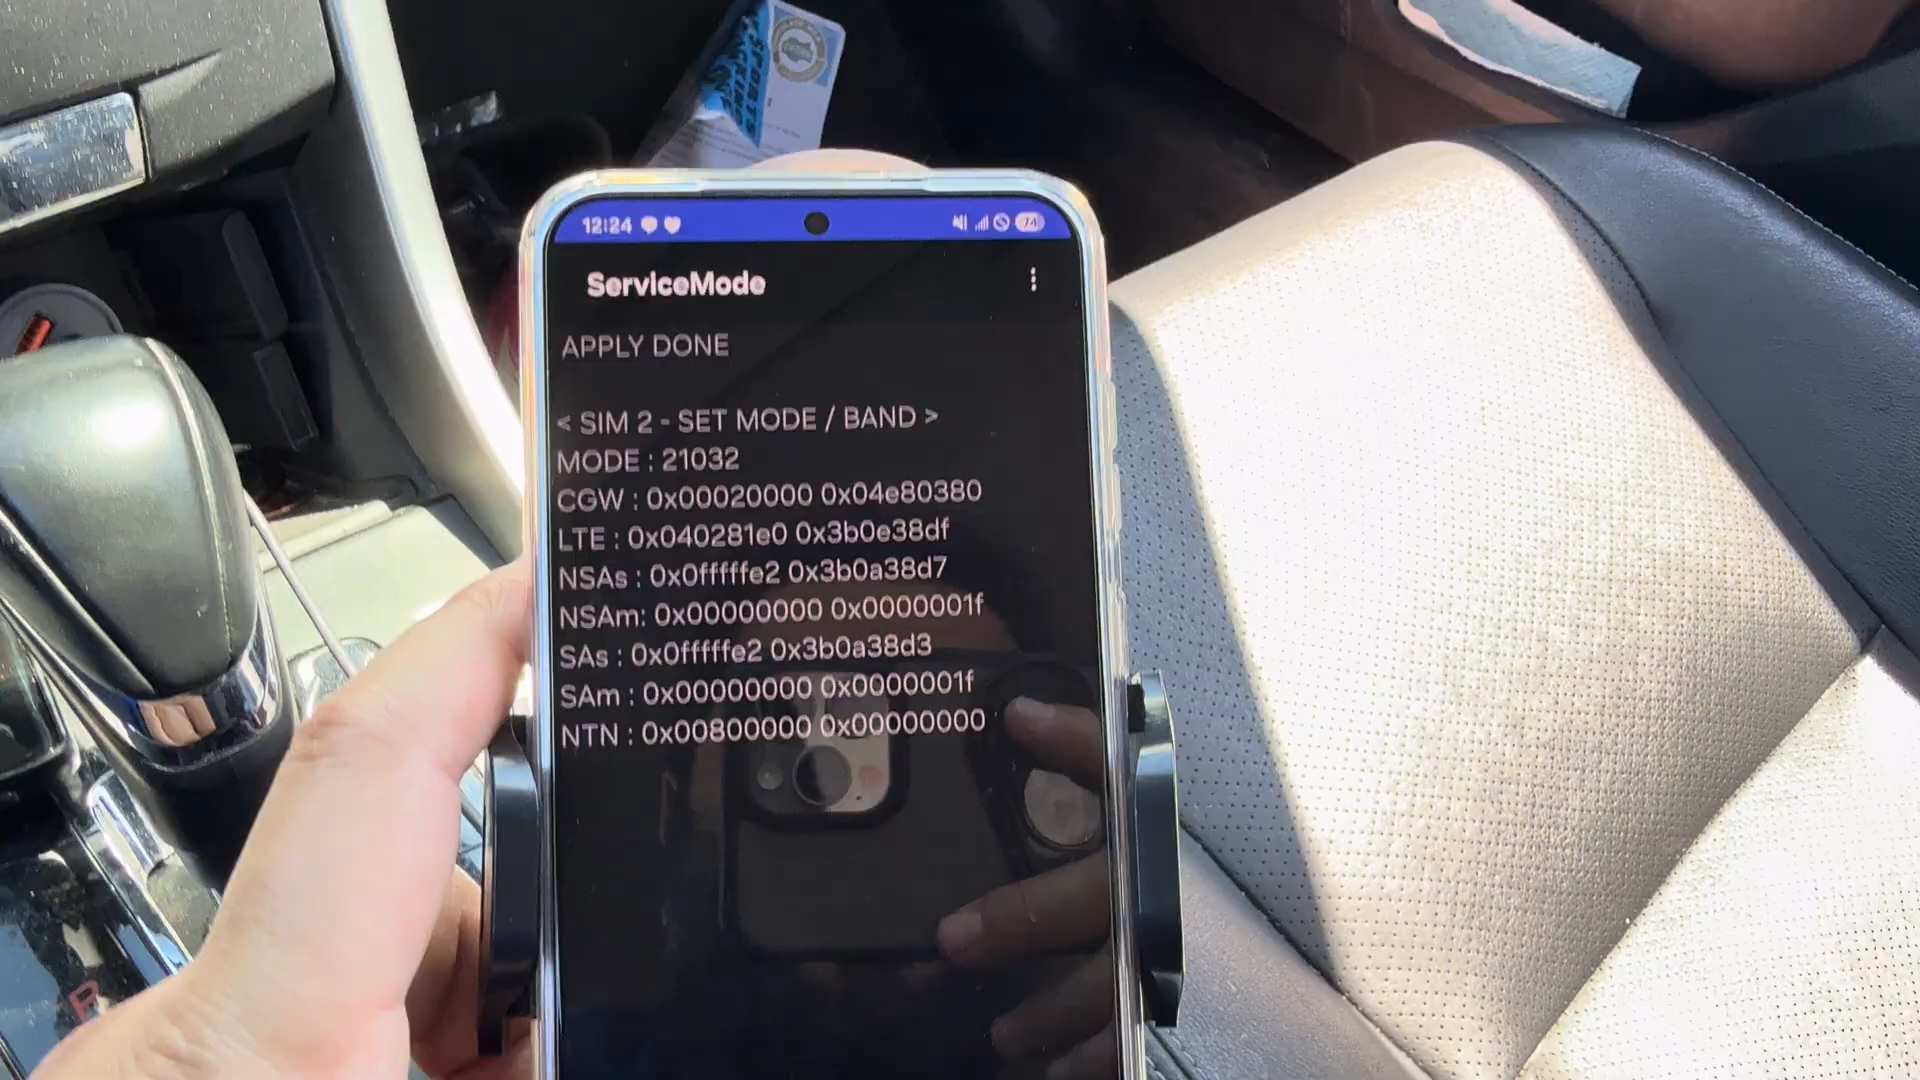 12:24
74
ServiceMode
APPLY DONE
< SIM 2 - SET MODE / BAND >
MODE : 21032
CGW : 0x00020000 0x04e80380
LTE : 0x040281e0 0x3b0e38df
NSAs : 0x0fffffe2 0x3b0a38d7
NSAm: 0x00000000 0x0000001f
SAs : 0x0fffffe2 0x3b0a38d3
SAm : 0x00000000 0x0000001f
NTN : 0x00800000 0x00000000
R